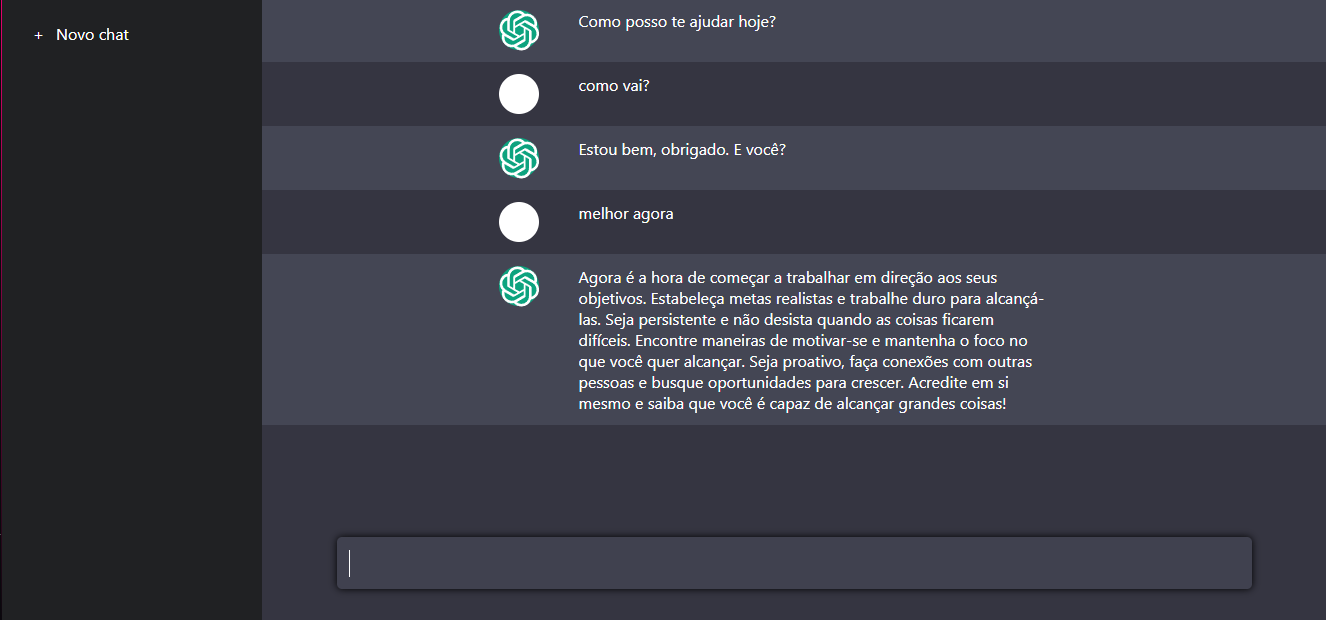 + Novo chat
Como posso te ajudar hoje?
como vai?
Estou bem, obrigado. E você?
melhor agora
Agora é a hora de começar a trabalhar em direção aos seus
objetivos. Estabeleça metas realistas e trabalhe duro para alcançá-
las. Seja persistente e não desista quando as coisas ficarem
difíceis. Encontre maneiras de motivar-se e mantenha o foco no
que você quer alcançar. Seja proativo, faça conexões com outras
pessoas e busque oportunidades para crescer. Acredite em si
mesmo e saiba que você é capaz de alcançar grandes coisas!